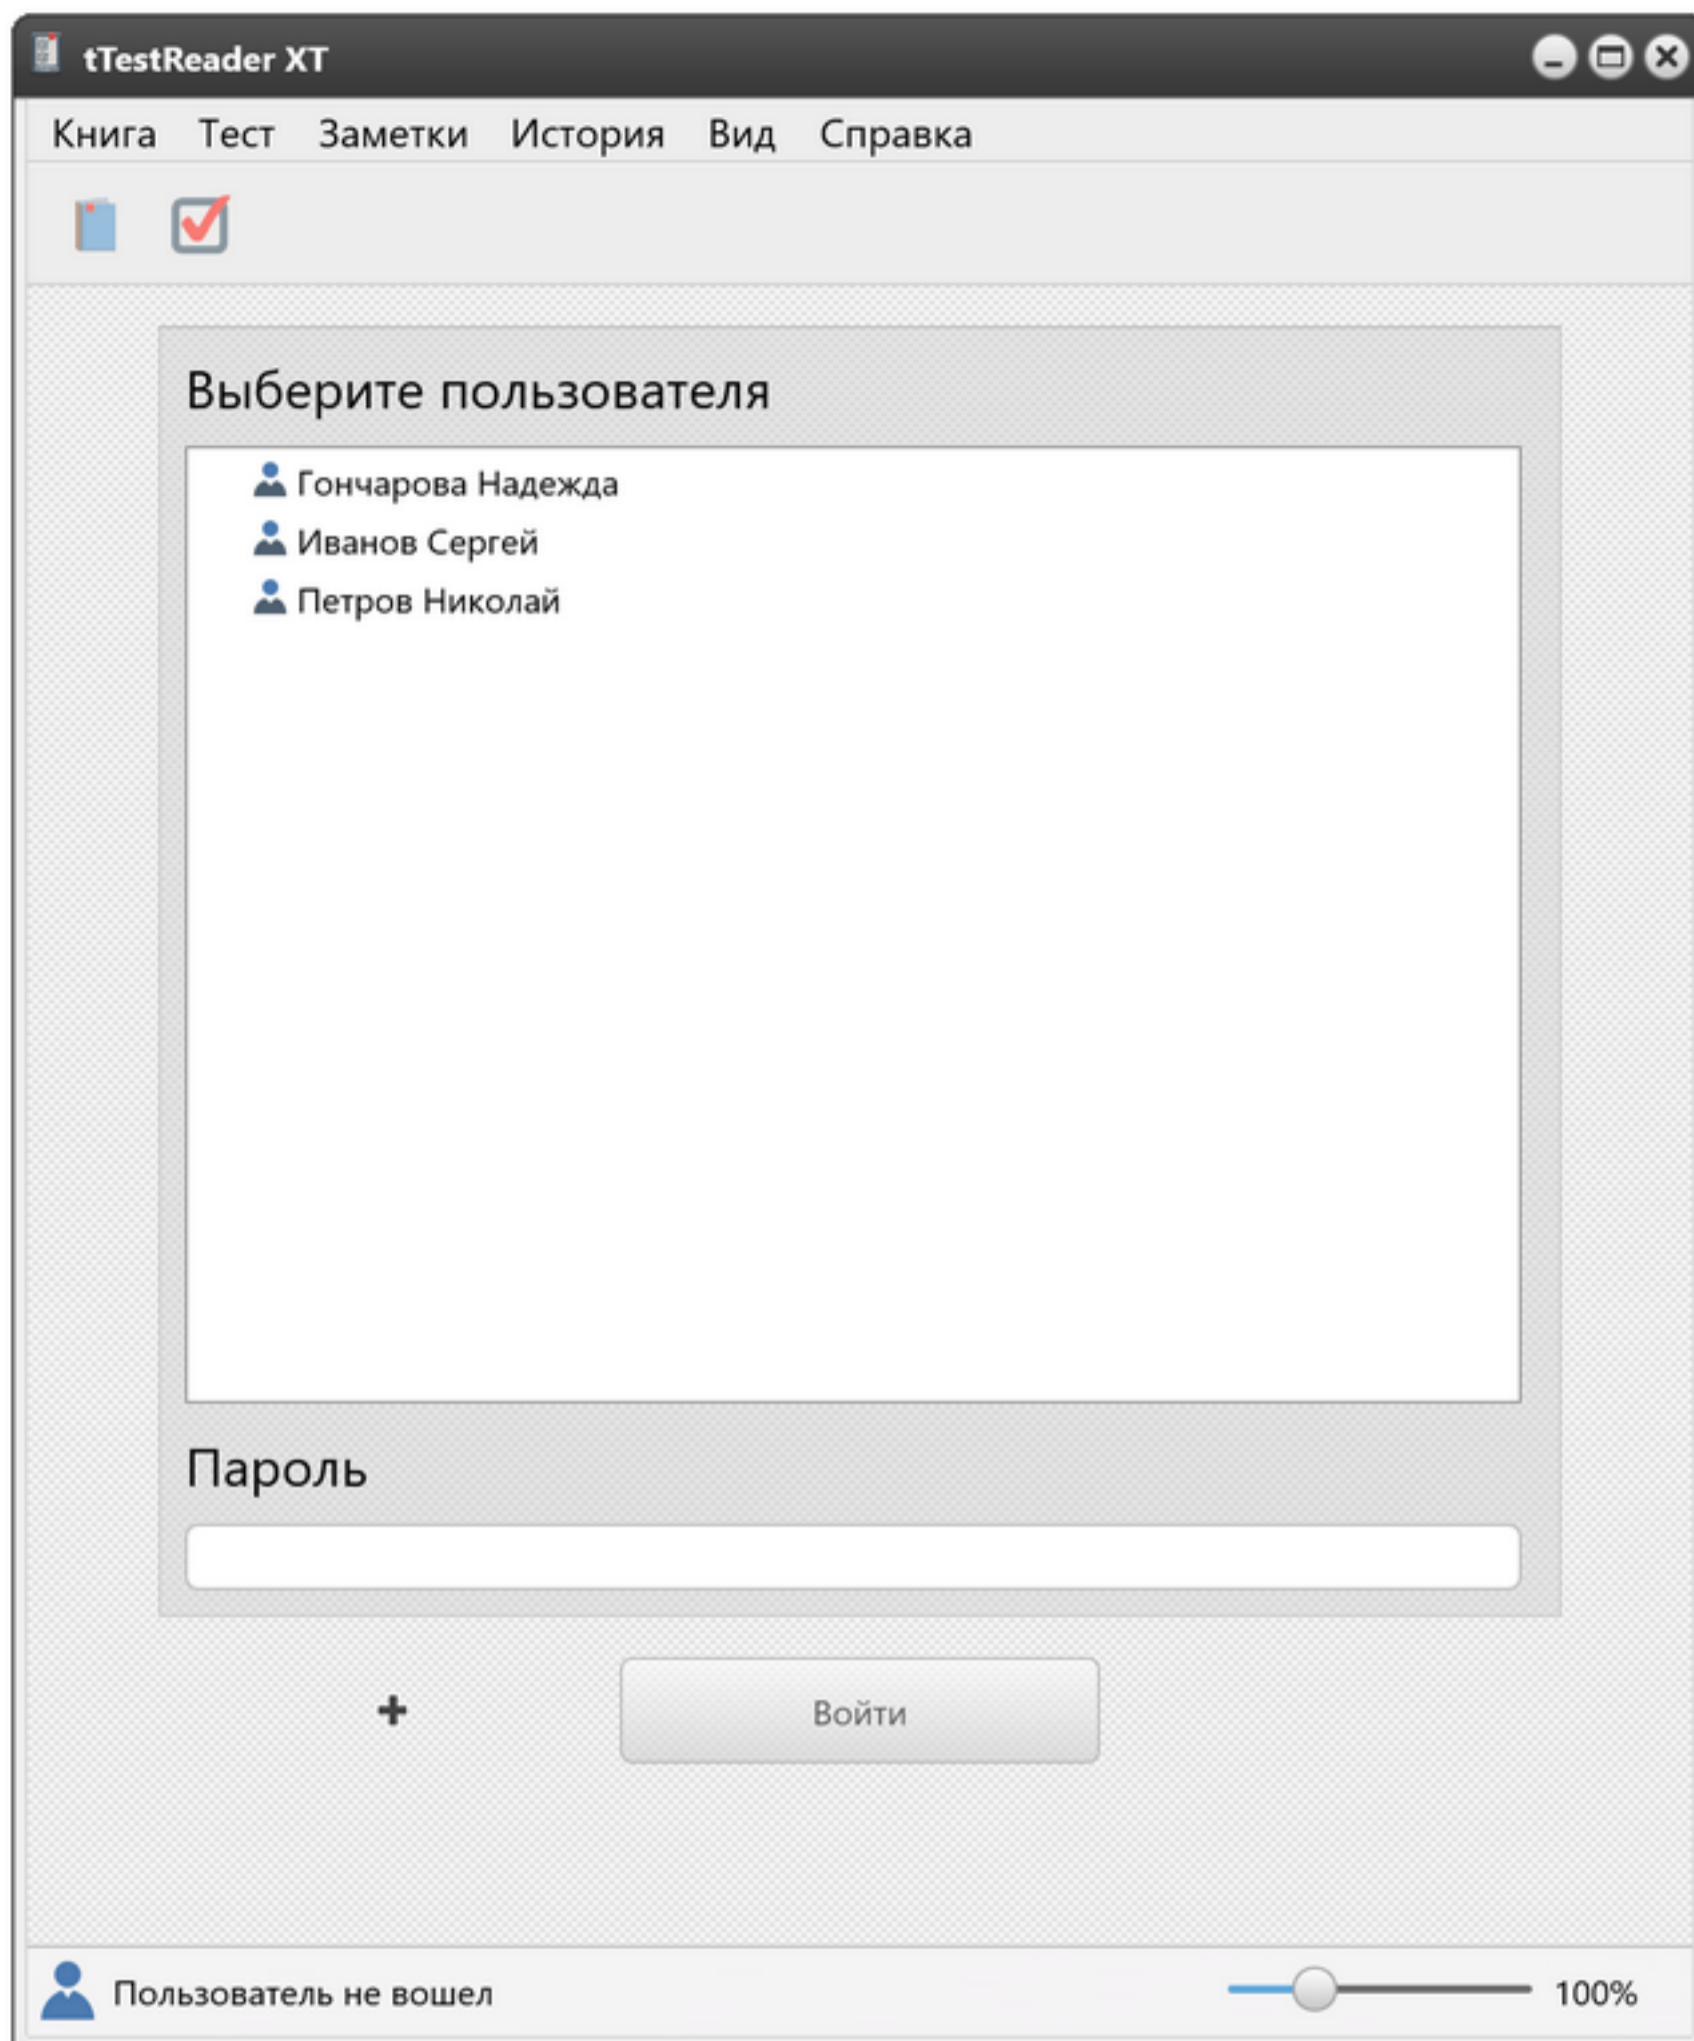 tTestReader XT
Книга Тест Заметки История Вид Справка
Выберите пользователя
Гончарова Надежда
Иванов Сергей
Петров Николай
Пароль
Войти
Пользователь не вошел 100%